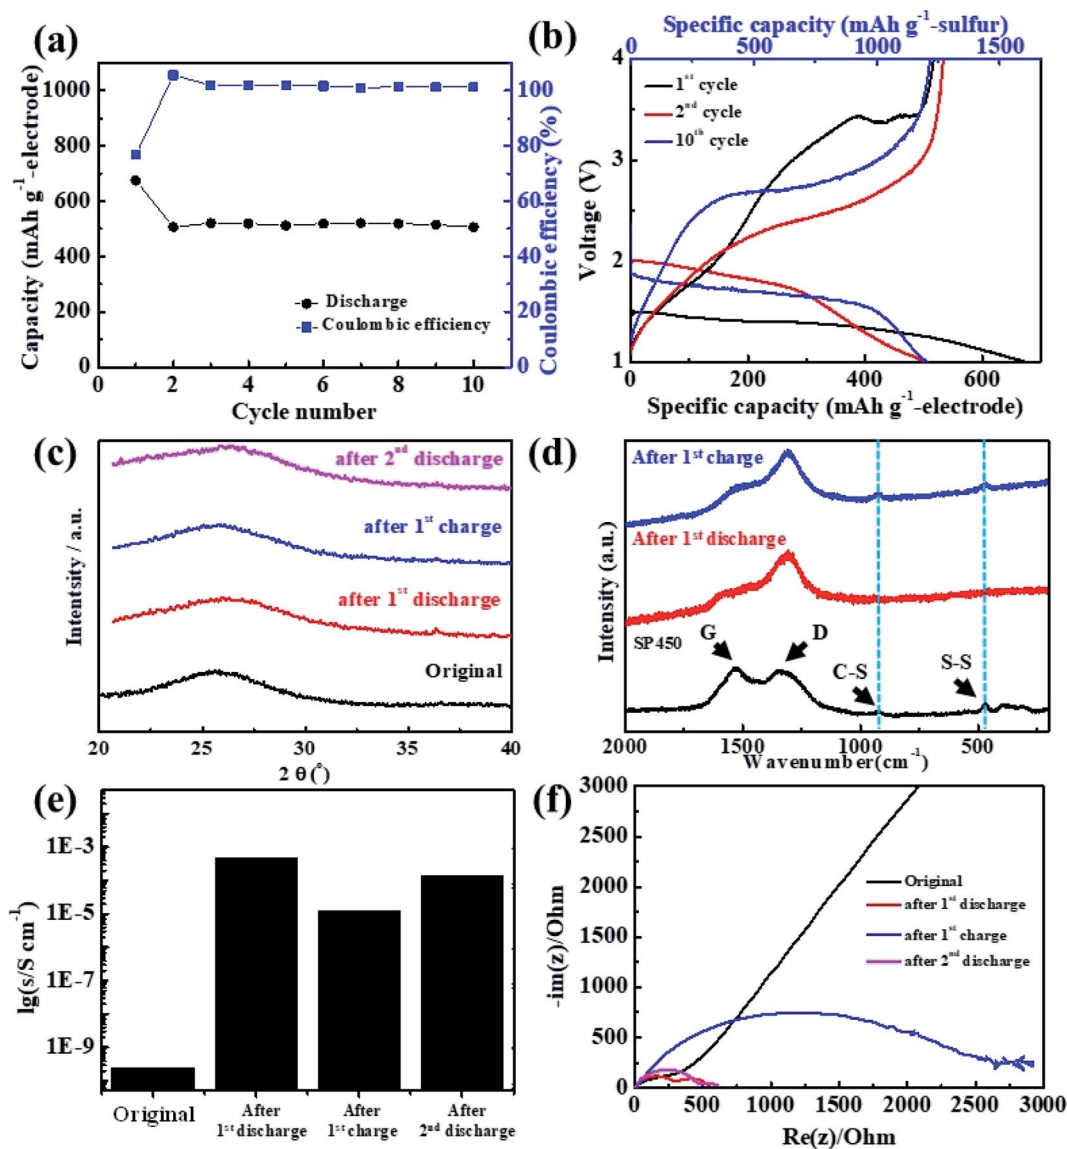 (a)
Capacity (mAh g-1-electrode)
1000
800
600
400
200
0
100
80
60
40
20
0
Coulombic efficiency (%)
Discharge
Coulombic efficiency
0 2 4 6 8 10
Cycle number
(b)
Specific capacity (mAh g-1-sulfur)
0 500 1000 1500
Voltage (V)
4
3
2
1
1st cycle
2nd cycle
10th cycle
0 200 400 600
Specific capacity (mAh g-1-electrode)
(c)
Intentsity / a.u.
after 2nd discharge
after 1st charge
after 1st discharge
Original
20 25 30 35 40
2 θ (°)
(d)
Intensity (a.u.)
After 1st charge
After 1st discharge
SP450
G
D
C-S
S-S
2000 1500 1000 500
Wavenumber(cm-1)
(e)
lg(s/S cm-1)
1E-3
1E-5
1E-7
1E-9
Original
After
1st discharge
After
1st charge
After
2nd discharge
(f)
-im(z)/Ohm
3000
2500
2000
1500
1000
500
0
Original
after 1st discharge
after 1st charge
after 2nd discharge
0 500 1000 1500 2000 2500 3000
Re(z)/Ohm